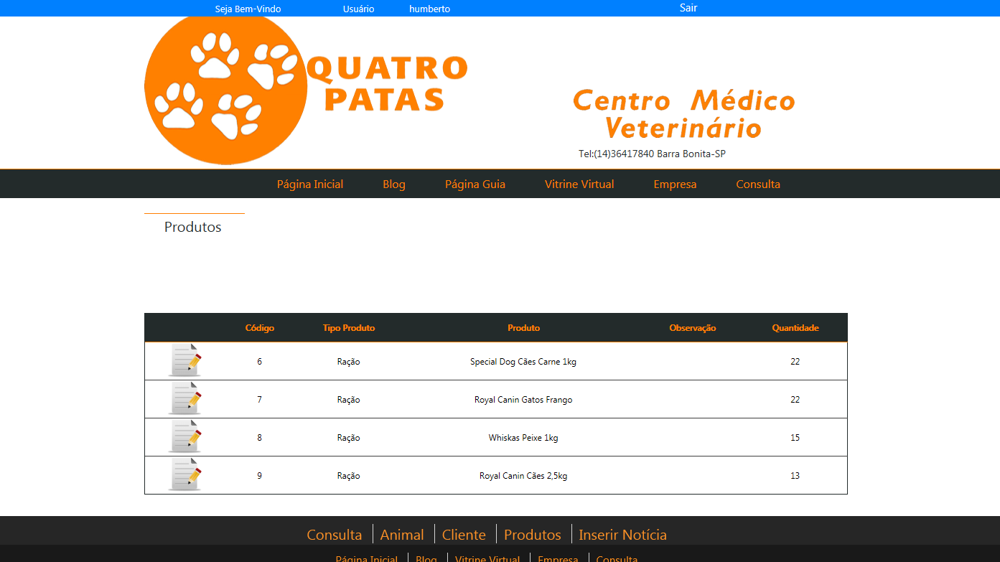 Seja Bem-Vindo Usuário humberto Sair
QUATRO
PATAS
Centro Médico
Veterinário
Tel:(14)36417840 Barra Bonita-SP
Página Inicial Blog Página Guia Vitrine Virtual Empresa Consulta
Produtos
Código Tipo Produto Produto Observação Quantidade
6 Ração Special Dog Cães Carne 1kg 22
7 Ração Royal Canin Gatos Frango 22
8 Ração Whiskas Peixe 1kg 15
9 Ração Royal Canin Cães 2,5kg 13
Consulta Animal Cliente Produtos Inserir Notícia
Página Inicial Blog Vitrine Virtual Empresa Consulta